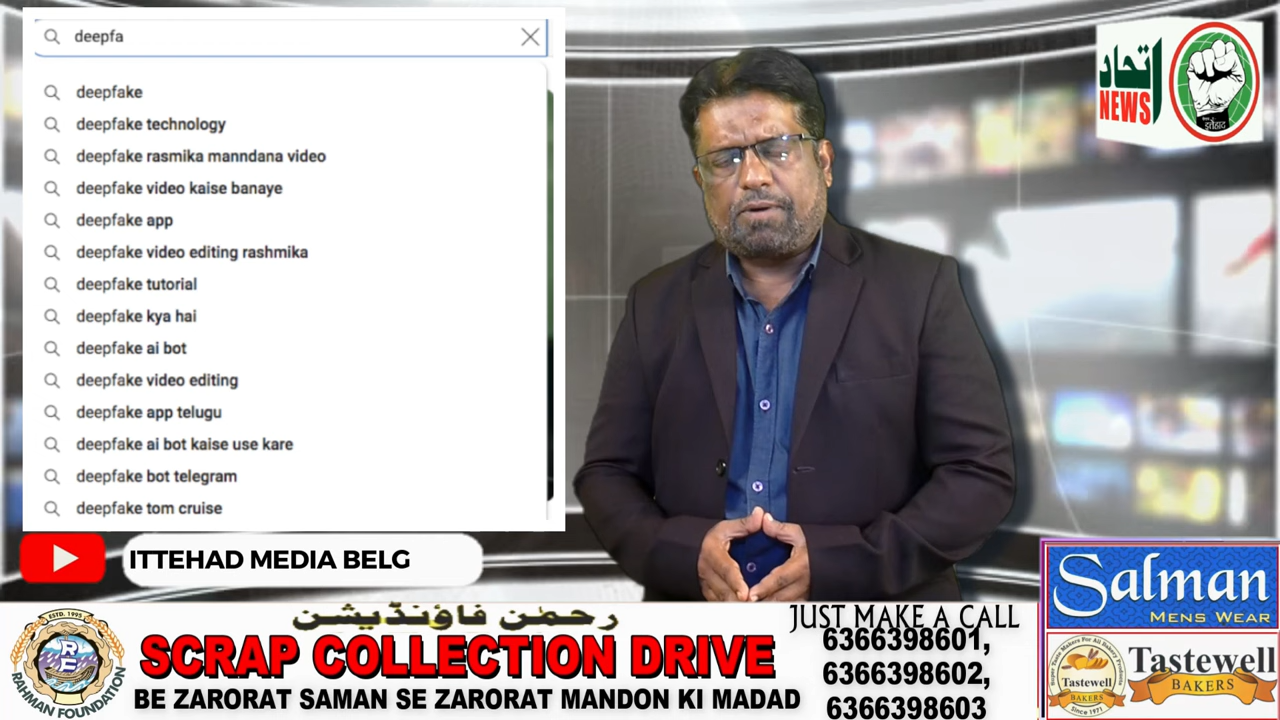 deepfa
deepfake
deepfake technology
deepfake rasmika manndana video
deepfake video kaise banaye
deepfake app
deepfake video editing rashmika
deepfake tutorial
deepfake kya hai
deepfake ai bot
deepfake video editing
deepfake app telugu
deepfake ai bot kaise use kare
deepfake bot telegram
deepfake tom cruise
اتحاد
NEWS
इत्तेहाद
ITTEHAD MEDIA BELG
ESTD. 1995
R F
RAHMAN FOUNDATION
رحمٰن فاؤنڈیشن
SCRAP COLLECTION DRIVE
BE ZARORAT SAMAN SE ZARORAT MANDON KI MADAD
JUST MAKE A CALL
6366398601,
6366398602,
6366398603
Salman
MENS WEAR
Tastewell
BAKERS
Since 1971
Tastewell
BAKERS